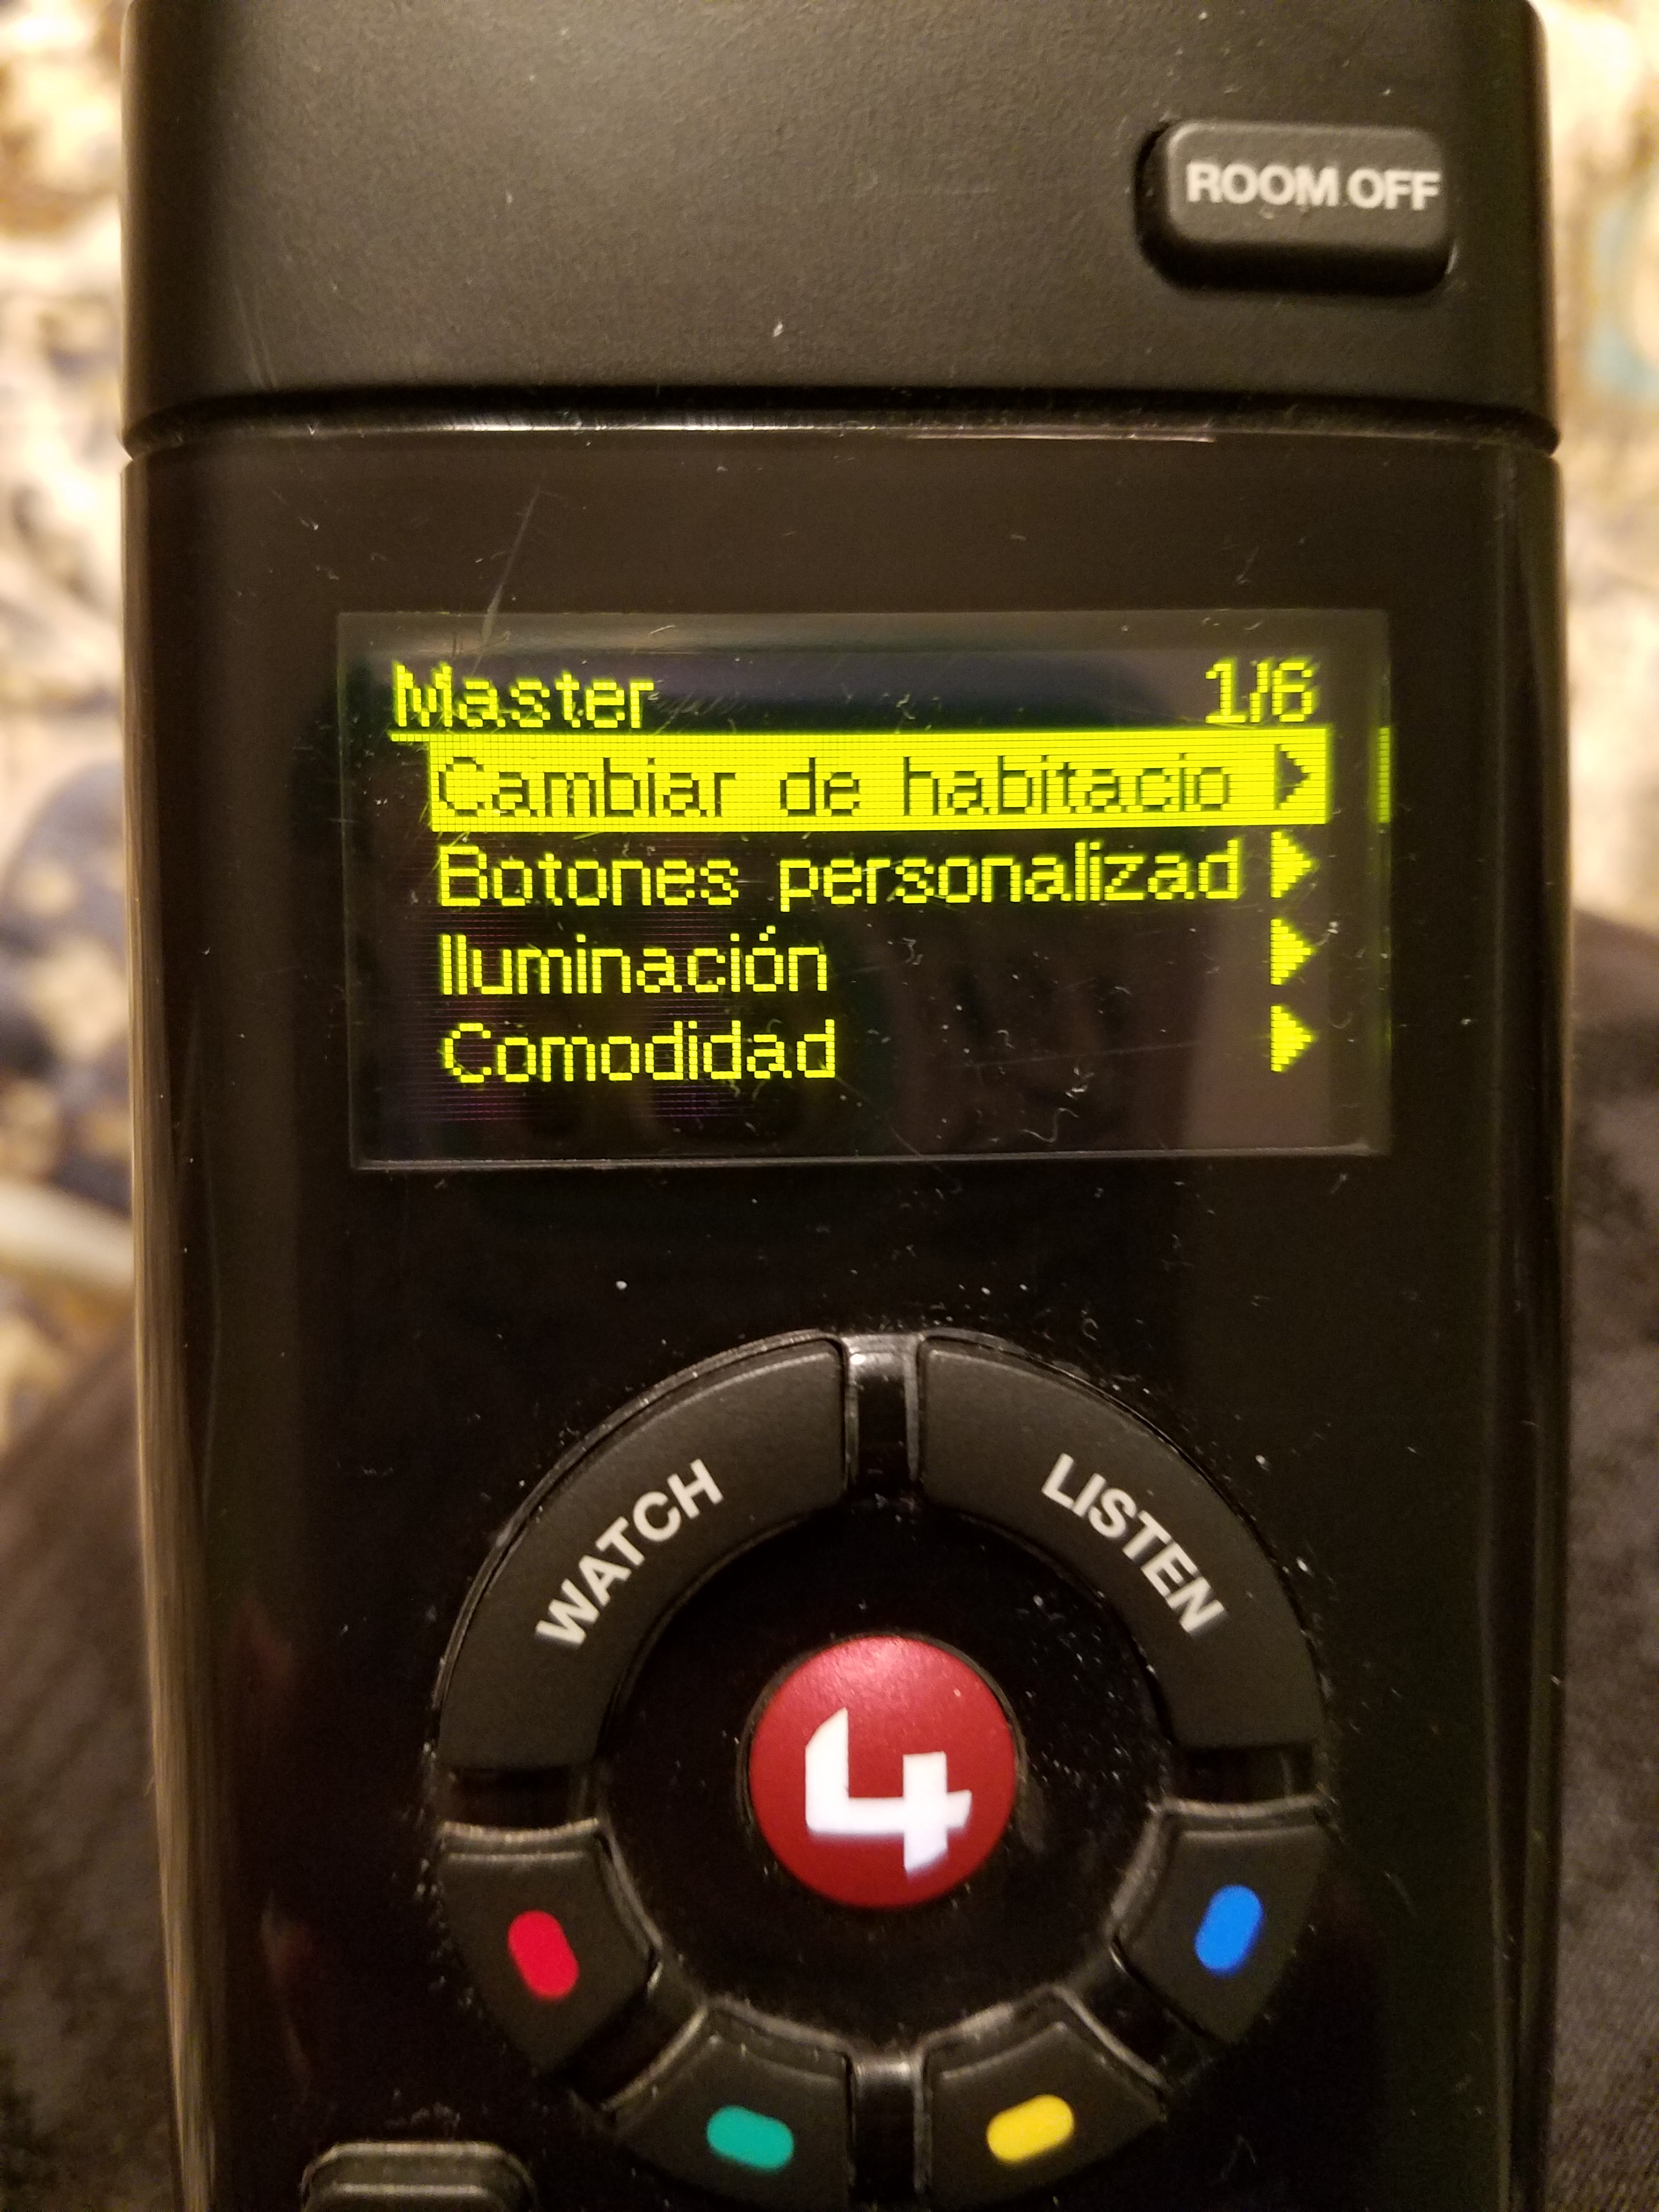 ROOM OFF
Master 1/6
Cambiar de habitacio
Botones personalizad
Iluminación
Comodidad
WATCH
LISTEN
4